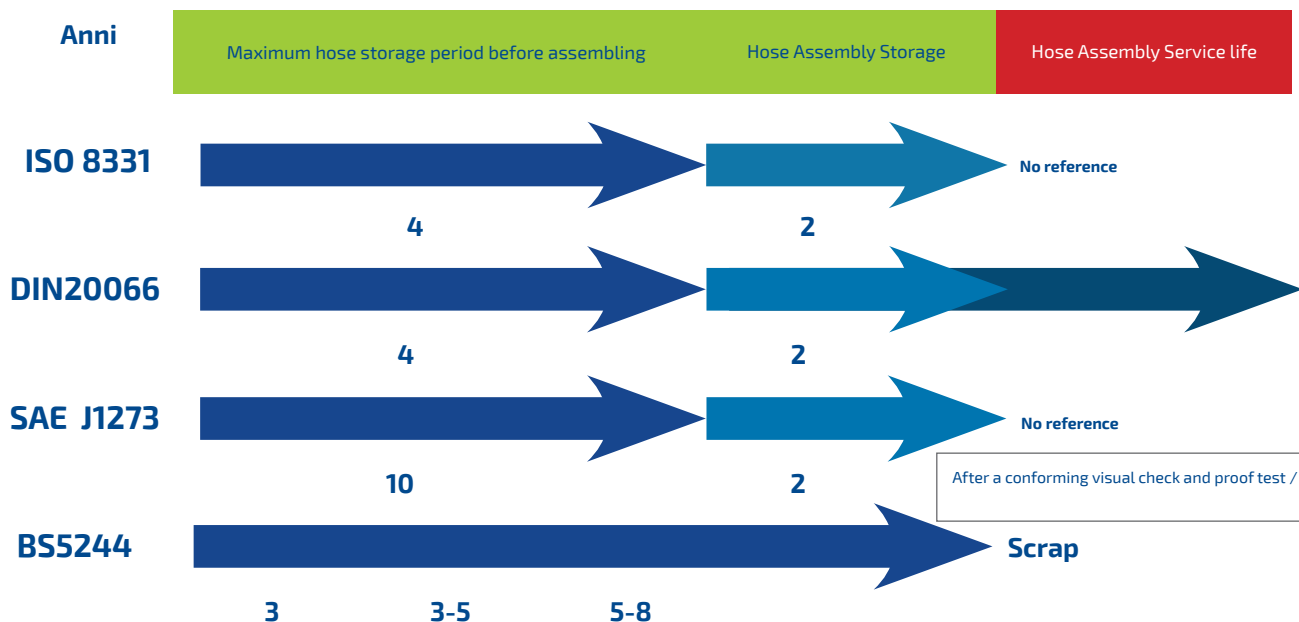 Anni
Maximum hose storage period before assembling
Hose Assembly Storage
Hose Assembly Service life
ISO 8331
No reference
4
2
DIN20066
4
2
SAE J1273
No reference
10
2
After a conforming visual check and proof test /
BS5244
Scrap
3
3-5
5-8